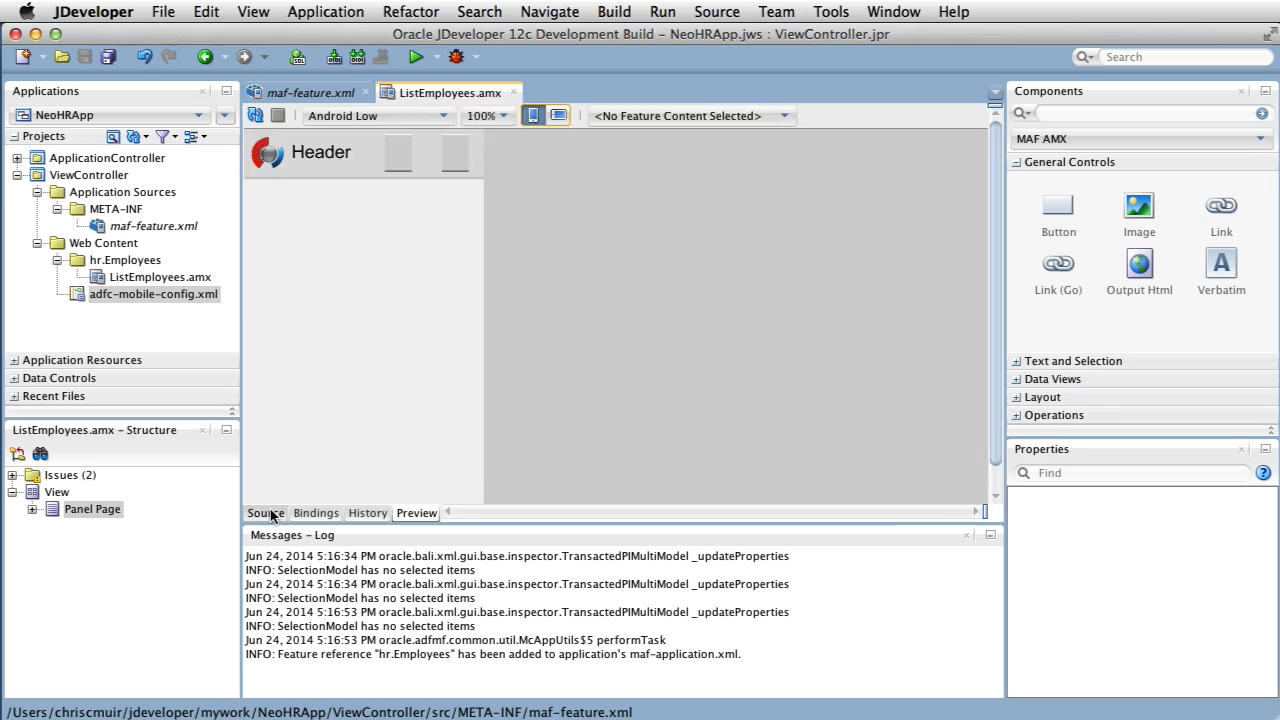 JDeveloper File Edit View Application Refactor Search Navigate Build Run Source Team Tools Window Help
Oracle JDeveloper 12c Development Build – NeoHRApp.jws : ViewController.jpr
Search
Applications
NeoHRApp
Projects
ApplicationController
ViewController
Application Sources
META-INF
maf-feature.xml
Web Content
hr.Employees
ListEmployees.amx
adfc-mobile-config.xml
Application Resources
Data Controls
Recent Files
ListEmployees.amx – Structure
Issues (2)
View
Panel Page
maf-feature.xml ListEmployees.amx
Android Low 100% <No Feature Content Selected>
Header
Source Bindings History Preview
Messages – Log
Jun 24, 2014 5:16:34 PM oracle.bali.xml.gui.base.inspector.TransactedPIMultiModel _updateProperties
INFO: SelectionModel has no selected items
Jun 24, 2014 5:16:34 PM oracle.bali.xml.gui.base.inspector.TransactedPIMultiModel _updateProperties
INFO: SelectionModel has no selected items
Jun 24, 2014 5:16:53 PM oracle.bali.xml.gui.base.inspector.TransactedPIMultiModel _updateProperties
INFO: SelectionModel has no selected items
Jun 24, 2014 5:16:53 PM oracle.adfmf.common.util.McAppUtils$5 performTask
INFO: Feature reference "hr.Employees" has been added to application's maf-application.xml.
Components
MAF AMX
General Controls
Button Image Link
Link (Go) Output Html Verbatim
Text and Selection
Data Views
Layout
Operations
Properties
Find
/Users/chriscmuir/jdeveloper/mywork/NeoHRApp/ViewController/src/META-INF/maf-feature.xml